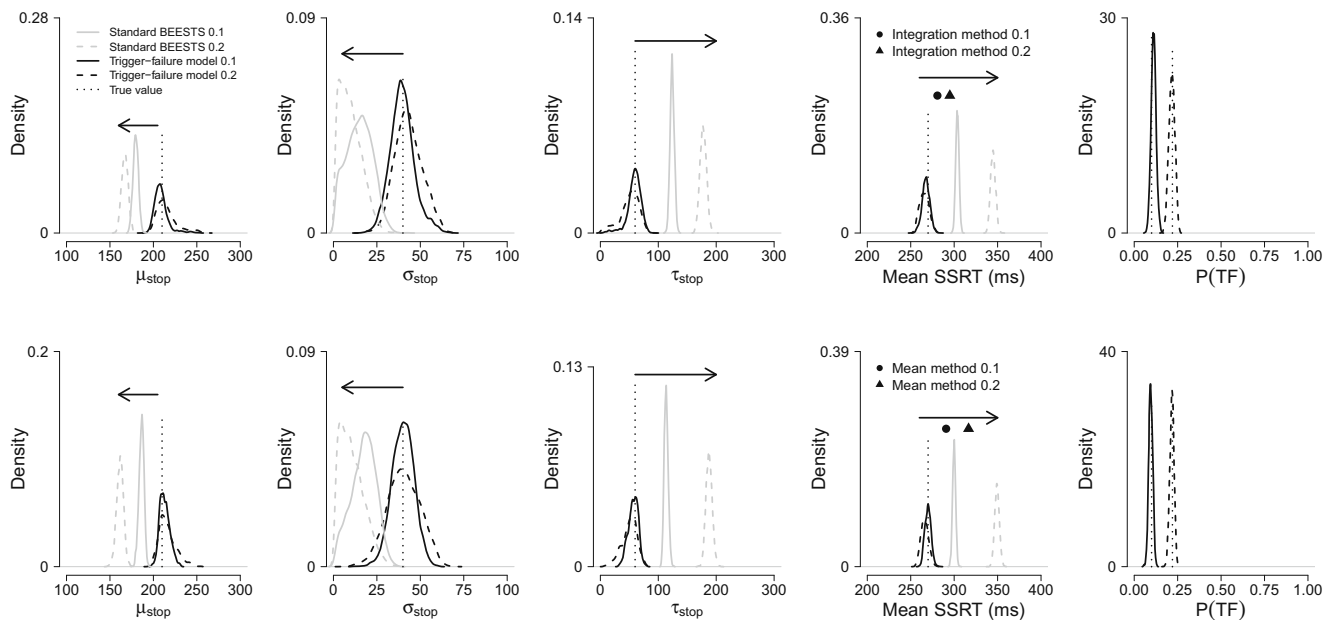 0.28
Standard BEESTS 0.1
Standard BEESTS 0.2
Trigger−failure model 0.1
Trigger−failure model 0.2
True value
Density
0
100 150 200 250 300
μstop
0.09
Density
0
0 25 50 75 100
σstop
0.14
Density
0
0 100 200 300
τstop
0.36
Integration method 0.1
Integration method 0.2
Density
0
200 250 300 350 400
Mean SSRT (ms)
30
Density
0
0.00 0.25 0.50 0.75 1.00
P(TF)
0.2
Density
0
100 150 200 250 300
μstop
0.09
Density
0
0 25 50 75 100
σstop
0.13
Density
0
0 100 200 300
τstop
0.39
Mean method 0.1
Mean method 0.2
Density
0
200 250 300 350 400
Mean SSRT (ms)
40
Density
0
0.00 0.25 0.50 0.75 1.00
P(TF)